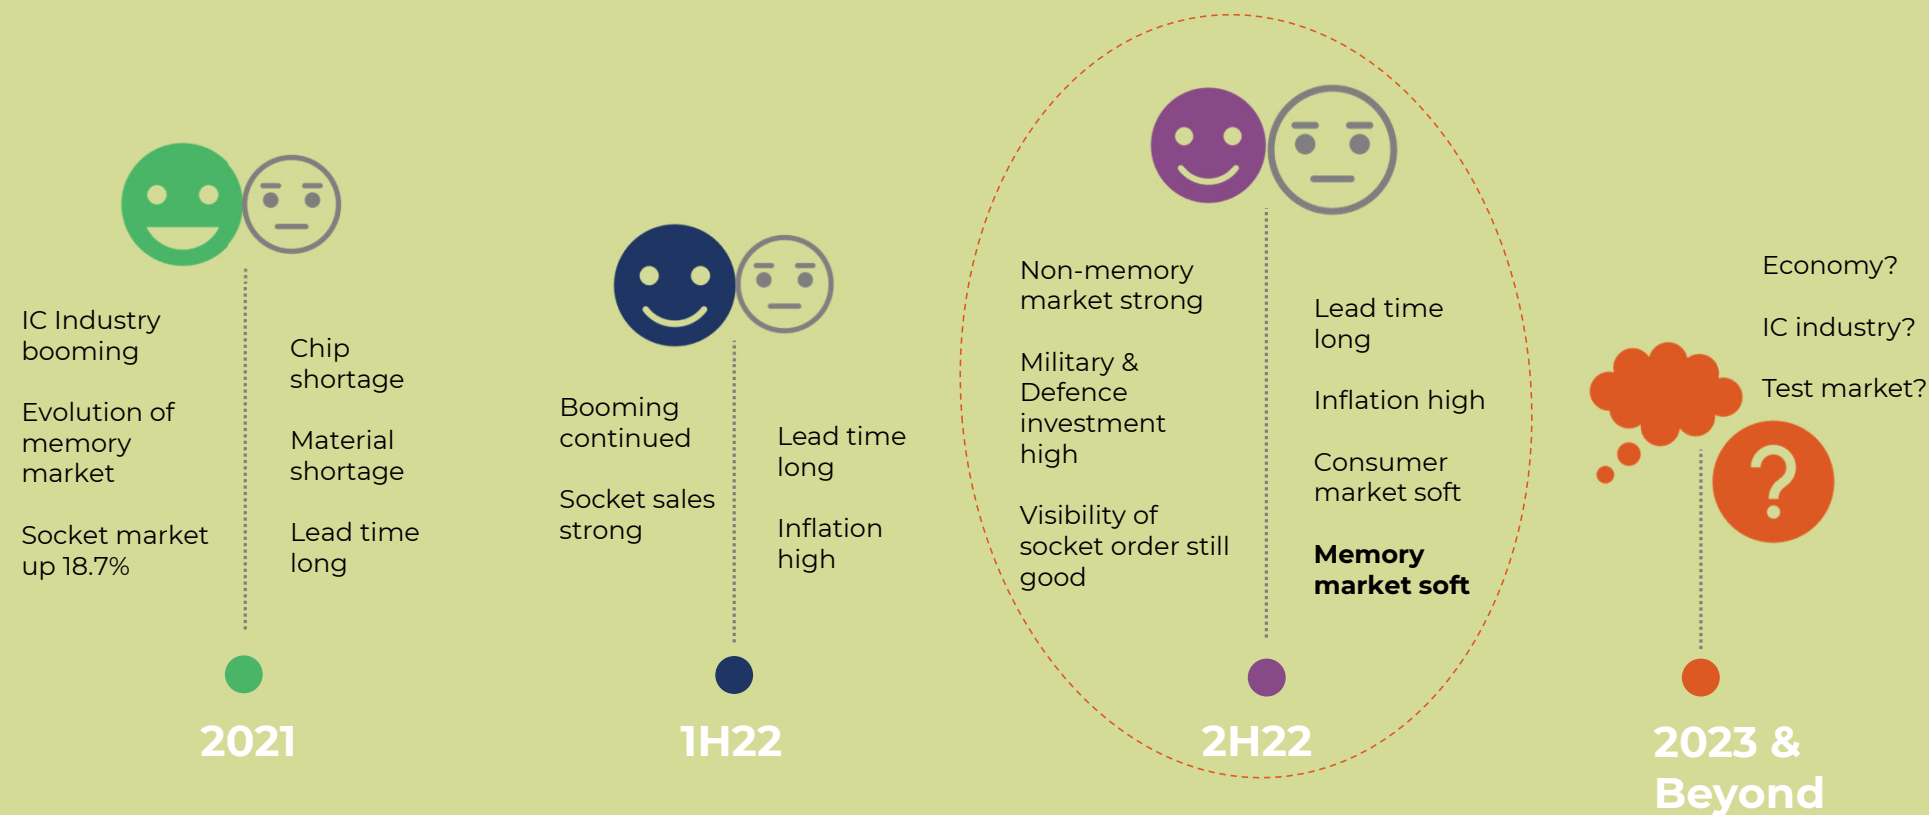 IC Industry
booming
Evolution of
memory
market
Socket market
up 18.7%
Chip
shortage
Material
shortage
Lead time
long
2021
Booming
continued
Socket sales
strong
Lead time
long
Inflation
high
1H22
Non-memory
market strong
Military &
Defence
investment
high
Visibility of
socket order still
good
Lead time
long
Inflation high
Consumer
market soft
Memory
market soft
2H22
Economy?
IC industry?
Test market?
?
2023 &
Beyond